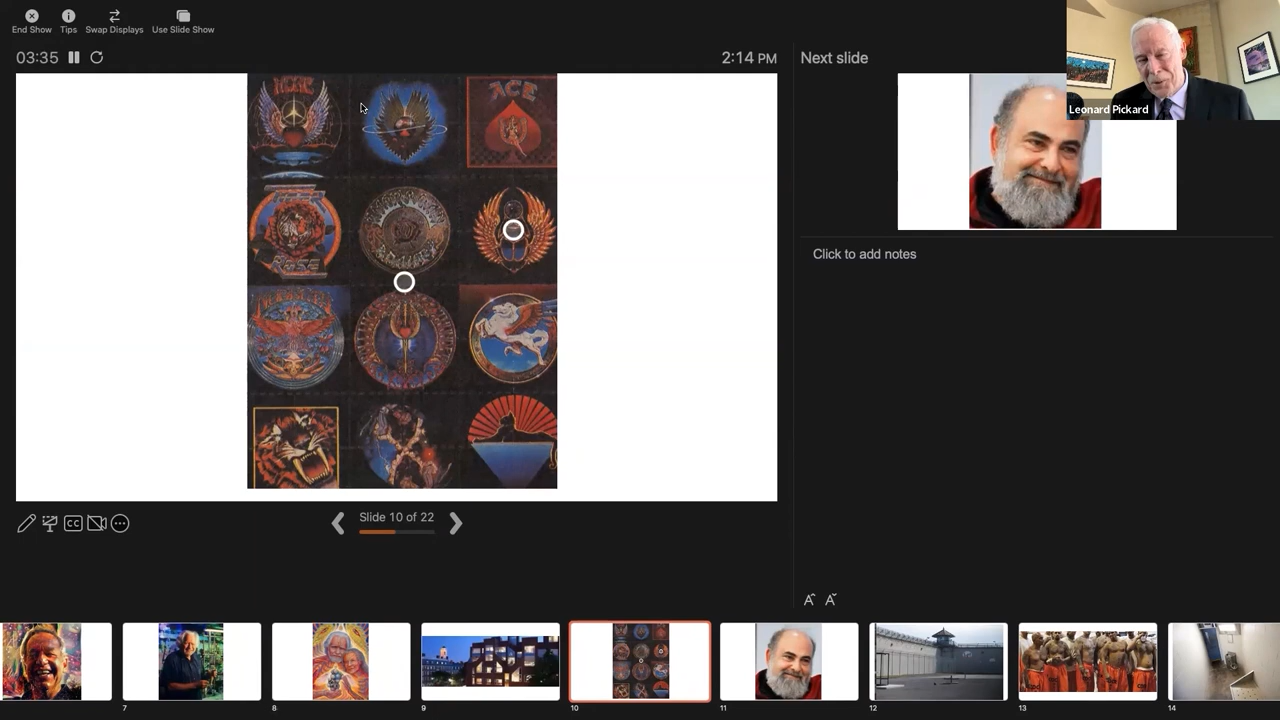 End Show
Tips
Swap Displays
Use Slide Show
03:35
2:14 PM
Next slide
Leonard Pickard
ACE
Click to add notes
CC
Slide 10 of 22
A
A
7
8
9
10
11
12
13
14